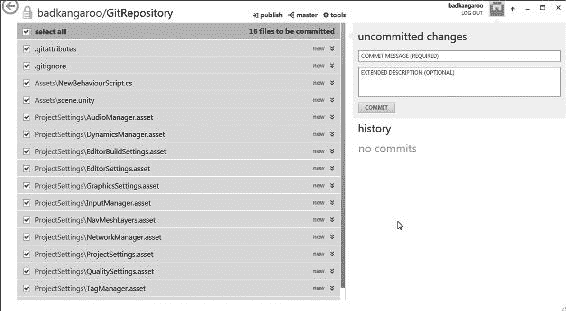 badkangaroo/GitRepository
publish
master
tools
badkangaroo
LOG OUT
select all
16 files to be committed
.gitattributes new
.gitignore new
Assets\NewBehaviourScript.cs new
Assets\scene.unity new
ProjectSettings\AudioManager.asset new
ProjectSettings\DynamicsManager.asset new
ProjectSettings\EditorBuildSettings.asset new
ProjectSettings\EditorSettings.asset new
ProjectSettings\GraphicsSettings.asset new
ProjectSettings\InputManager.asset new
ProjectSettings\NavMeshLayers.asset new
ProjectSettings\NetworkManager.asset new
ProjectSettings\ProjectSettings.asset new
ProjectSettings\QualitySettings.asset new
ProjectSettings\TagManager.asset new
uncommitted changes
COMMIT MESSAGE (REQUIRED)
EXTENDED DESCRIPTION (OPTIONAL)
COMMIT
history
no commits